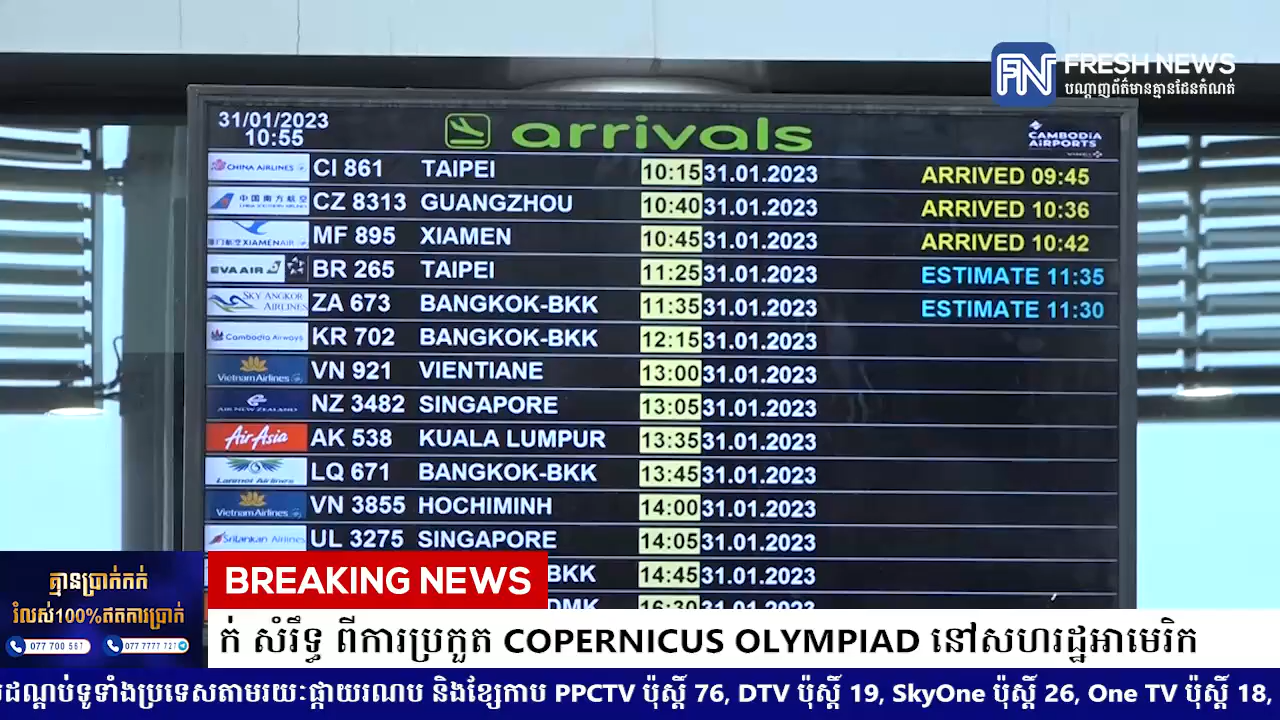 FRESH NEWS
បណ្ដាញព័ត៌មានគ្មានដែនកំណត់
31/01/2023
10:55
arrivals
CAMBODIA
AIRPORTS
CHINA AIRLINES CI 861 TAIPEI 10:15 31.01.2023 ARRIVED 09:45
中国南方航空 CZ 8313 GUANGZHOU 10:40 31.01.2023 ARRIVED 10:36
XIAMENAIR MF 895 XIAMEN 10:45 31.01.2023 ARRIVED 10:42
EVA AIR BR 265 TAIPEI 11:25 31.01.2023 ESTIMATE 11:35
SKY ANGKOR AIRLINES ZA 673 BANGKOK-BKK 11:35 31.01.2023 ESTIMATE 11:30
Cambodia Airways KR 702 BANGKOK-BKK 12:15 31.01.2023
Vietnam Airlines VN 921 VIENTIANE 13:00 31.01.2023
AIR NEW ZEALAND NZ 3482 SINGAPORE 13:05 31.01.2023
AirAsia AK 538 KUALA LUMPUR 13:35 31.01.2023
Lanmei Airlines LQ 671 BANGKOK-BKK 13:45 31.01.2023
Vietnam Airlines VN 3855 HOCHIMINH 14:00 31.01.2023
SriLankan Airlines UL 3275 SINGAPORE 14:05 31.01.2023
BKK 14:45 31.01.2023
DMK 16:30
គ្មានប្រាក់កក់
រំលស់100%ឥតការប្រាក់
077 700 567 077 7777 721
BREAKING NEWS
ក់ សំរឹទ្ធ ពីការប្រកួត COPERNICUS OLYMPIAD នៅសហរដ្ឋអាមេរិក
ដណ្តប់ទូទាំងប្រទេសតាមរយៈផ្កាយរណប និងខ្សែកាប PPCTV ប៉ុស្តិ៍ 76, DTV ប៉ុស្តិ៍ 19, SkyOne ប៉ុស្តិ៍ 26, One TV ប៉ុស្តិ៍ 18,